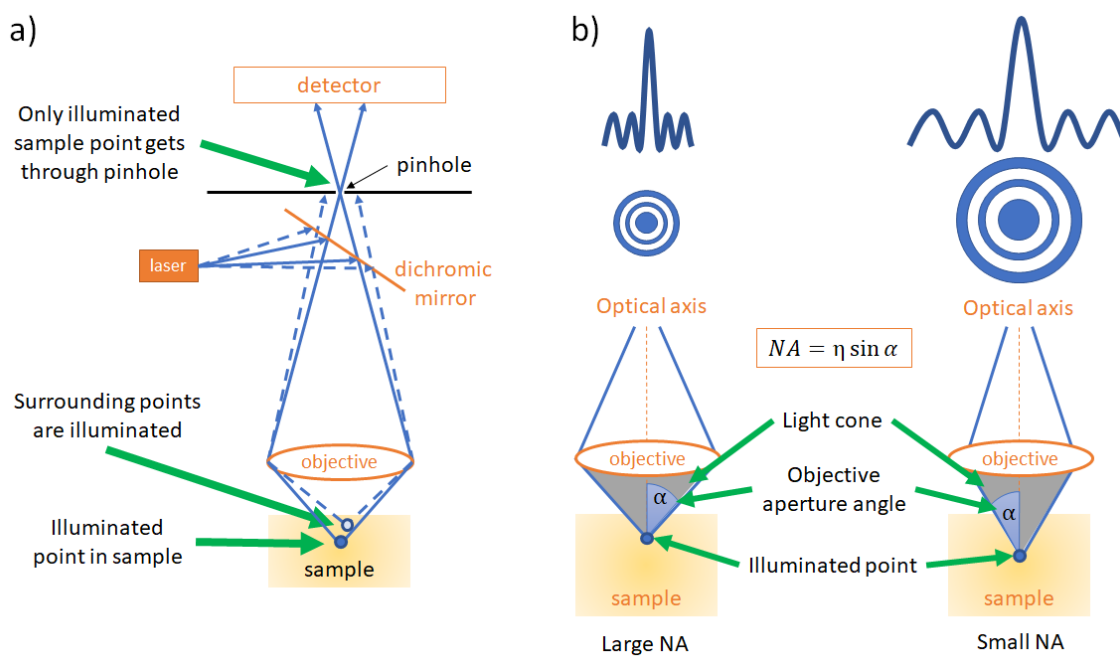 a)
detector
Only illuminated
sample point gets
through pinhole
pinhole
laser
dichromic
mirror
Surrounding points
are illuminated
objective
Illuminated
point in sample
sample
b)
Optical axis
Optical axis
NA = η sin α
Light cone
objective
objective
Objective
aperture angle
α
α
Illuminated point
sample
sample
Large NA
Small NA